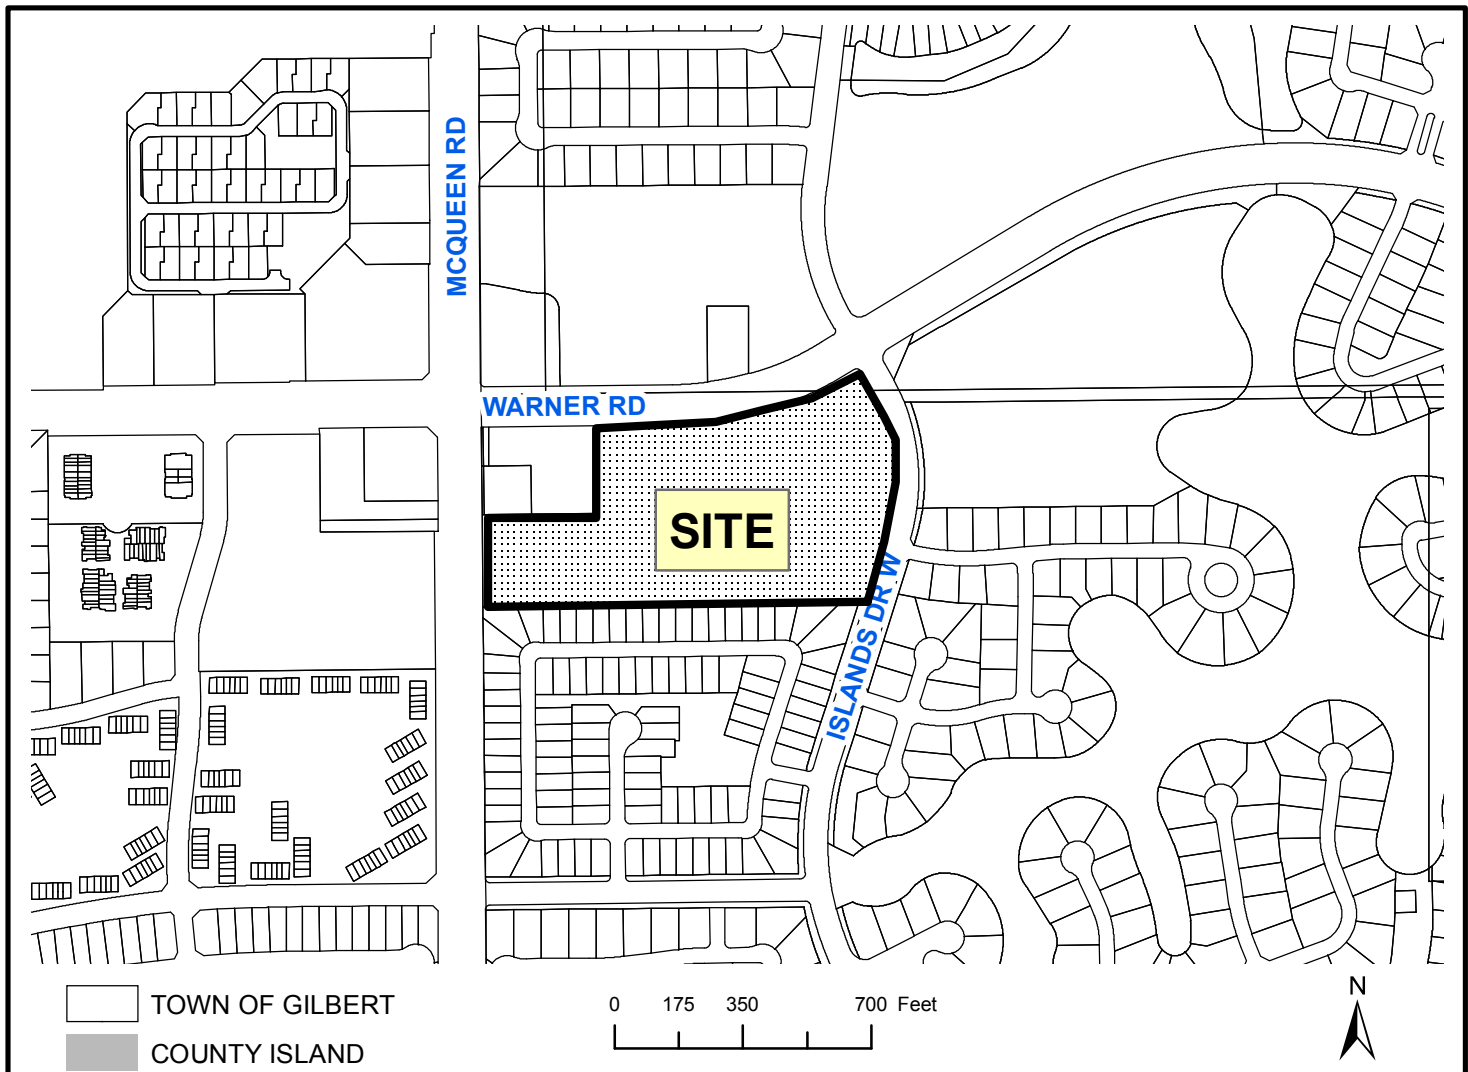 MCQUEEN RD
WARNER RD
SITE
ISLANDS DR W
TOWN OF GILBERT
COUNTY ISLAND
0 175 350 700 Feet
N